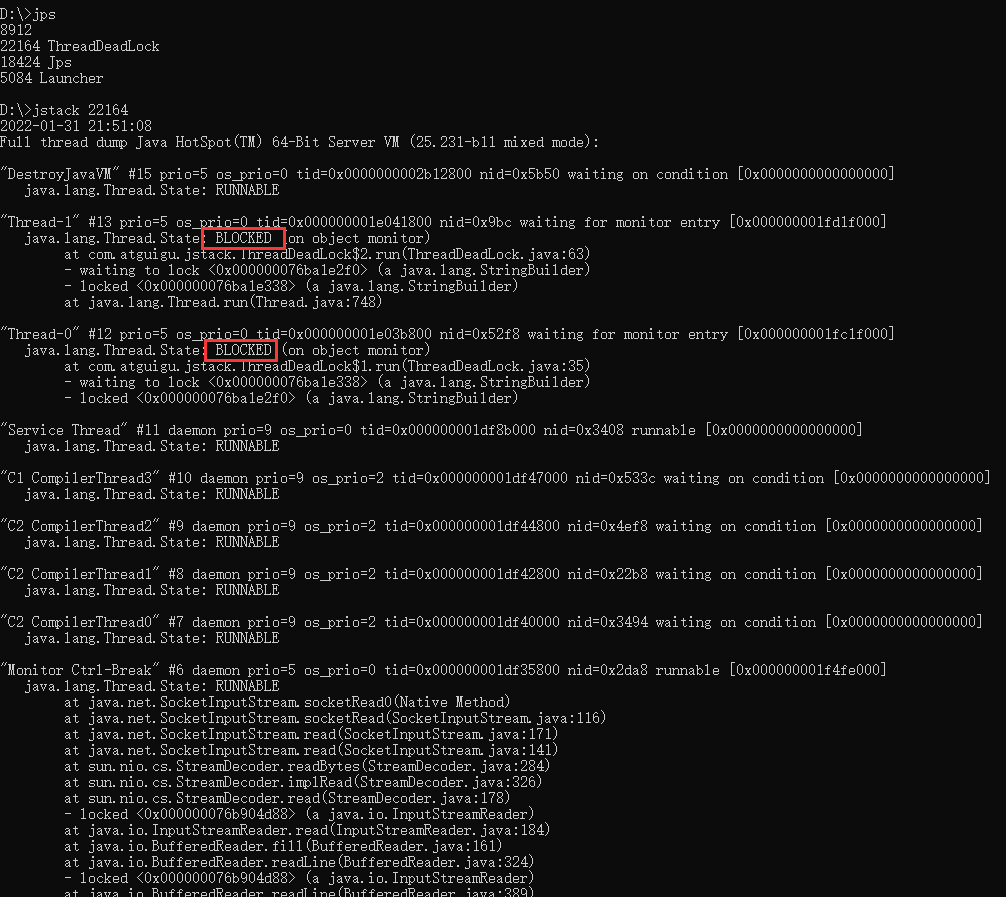 D:\>jps
8912
22164 ThreadDeadLock
18424 Jps
5084 Launcher
D:\>jstack 22164
2022-01-31 21:51:08
Full thread dump Java HotSpot(TM) 64-Bit Server VM (25.231-b11 mixed mode):
"DestroyJavaVM" #15 prio=5 os_prio=0 tid=0x0000000002b12800 nid=0x5b50 waiting on condition [0x0000000000000000]
java.lang.Thread.State: RUNNABLE
"Thread-1" #13 prio=5 os_prio=0 tid=0x000000001e041800 nid=0x9bc waiting for monitor entry [0x000000001fd1f000]
java.lang.Thread.State: BLOCKED (on object monitor)
at com.atguigu.jstack.ThreadDeadLock$2.run(ThreadDeadLock.java:63)
- waiting to lock <0x000000076ba1e2f0> (a java.lang.StringBuilder)
- locked <0x000000076ba1e338> (a java.lang.StringBuilder)
at java.lang.Thread.run(Thread.java:748)
"Thread-0" #12 prio=5 os_prio=0 tid=0x000000001e03b800 nid=0x52f8 waiting for monitor entry [0x000000001fc1f000]
java.lang.Thread.State: BLOCKED (on object monitor)
at com.atguigu.jstack.ThreadDeadLock$1.run(ThreadDeadLock.java:35)
- waiting to lock <0x000000076ba1e338> (a java.lang.StringBuilder)
- locked <0x000000076ba1e2f0> (a java.lang.StringBuilder)
"Service Thread" #11 daemon prio=9 os_prio=0 tid=0x000000001df8b000 nid=0x3408 runnable [0x0000000000000000]
java.lang.Thread.State: RUNNABLE
"C1 CompilerThread3" #10 daemon prio=9 os_prio=2 tid=0x000000001df47000 nid=0x533c waiting on condition [0x0000000000000000]
java.lang.Thread.State: RUNNABLE
"C2 CompilerThread2" #9 daemon prio=9 os_prio=2 tid=0x000000001df44800 nid=0x4ef8 waiting on condition [0x0000000000000000]
java.lang.Thread.State: RUNNABLE
"C2 CompilerThread1" #8 daemon prio=9 os_prio=2 tid=0x000000001df42800 nid=0x22b8 waiting on condition [0x0000000000000000]
java.lang.Thread.State: RUNNABLE
"C2 CompilerThread0" #7 daemon prio=9 os_prio=2 tid=0x000000001df40000 nid=0x3494 waiting on condition [0x0000000000000000]
java.lang.Thread.State: RUNNABLE
"Monitor Ctrl-Break" #6 daemon prio=5 os_prio=0 tid=0x000000001df35800 nid=0x2da8 runnable [0x000000001f4fe000]
java.lang.Thread.State: RUNNABLE
at java.net.SocketInputStream.socketRead0(Native Method)
at java.net.SocketInputStream.socketRead(SocketInputStream.java:116)
at java.net.SocketInputStream.read(SocketInputStream.java:171)
at java.net.SocketInputStream.read(SocketInputStream.java:141)
at sun.nio.cs.StreamDecoder.readBytes(StreamDecoder.java:284)
at sun.nio.cs.StreamDecoder.implRead(StreamDecoder.java:326)
at sun.nio.cs.StreamDecoder.read(StreamDecoder.java:178)
- locked <0x000000076b904d88> (a java.io.InputStreamReader)
at java.io.InputStreamReader.read(InputStreamReader.java:184)
at java.io.BufferedReader.fill(BufferedReader.java:161)
at java.io.BufferedReader.readLine(BufferedReader.java:324)
- locked <0x000000076b904d88> (a java.io.InputStreamReader)
at java.io.BufferedReader.readLine(BufferedReader.java:389)